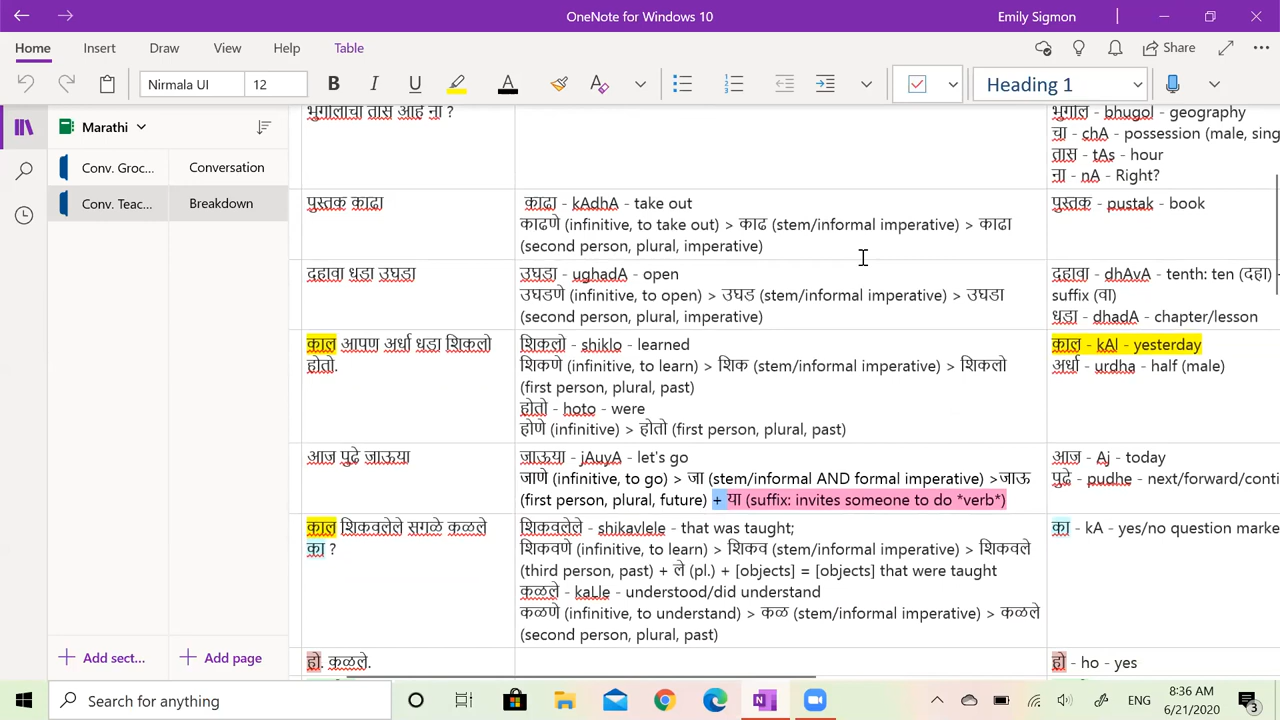 OneNote for Windows 10
Emily Sigmon
Home Insert Draw View Help Table
Share
Nirmala UI 12
B I U A
Heading 1
Marathi
Conv. Groc...
Conversation
Conv. Teac...
Breakdown
भुगोलाचा तास आहे ना ?
भुगोल - bhugol - geography
चा - chA - possession (male, sing
तास - tAs - hour
ना - nA - Right?
पुस्तक काढा
काढा - kAdhA - take out
काढणे (infinitive, to take out) > काढ (stem/informal imperative) > काढा
(second person, plural, imperative)
पुस्तक - pustak - book
दहावा धडा उघडा
उघडा - ughadA - open
उघडणे (infinitive, to open) > उघड (stem/informal imperative) > उघडा
(second person, plural, imperative)
दहावा - dhAvA - tenth: ten (दहा)
suffix (वा)
धडा - dhadA - chapter/lesson
काल आपण अर्धा धडा शिकलो
होतो.
शिकलो - shiklo - learned
शिकणे (infinitive, to learn) > शिक (stem/informal imperative) > शिकलो
(first person, plural, past)
होतो - hoto - were
होणे (infinitive) > होतो (first person, plural, past)
काल - kAl - yesterday
अर्धा - urdha - half (male)
आज पुढे जाऊया
जाऊया - jAuyA - let's go
जाणे (infinitive, to go) > जा (stem/informal AND formal imperative) >जाऊ
(first person, plural, future) + या (suffix: invites someone to do *verb*)
आज - Aj - today
पुढे - pudhe - next/forward/conti
काल शिकवलेले सगळे कळले
का ?
शिकवलेले - shikavlele - that was taught;
शिकवणे (infinitive, to learn) > शिकव (stem/informal imperative) > शिकवले
(third person, past) + ले (pl.) + [objects] = [objects] that were taught
कळले - kaLle - understood/did understand
कळणे (infinitive, to understand) > कळ (stem/informal imperative) > कळले
(second person, plural, past)
का - kA - yes/no question marke
हो. कळले.
हो - ho - yes
Add sect...
Add page
Search for anything
ENG
8:36 AM
6/21/2020
3